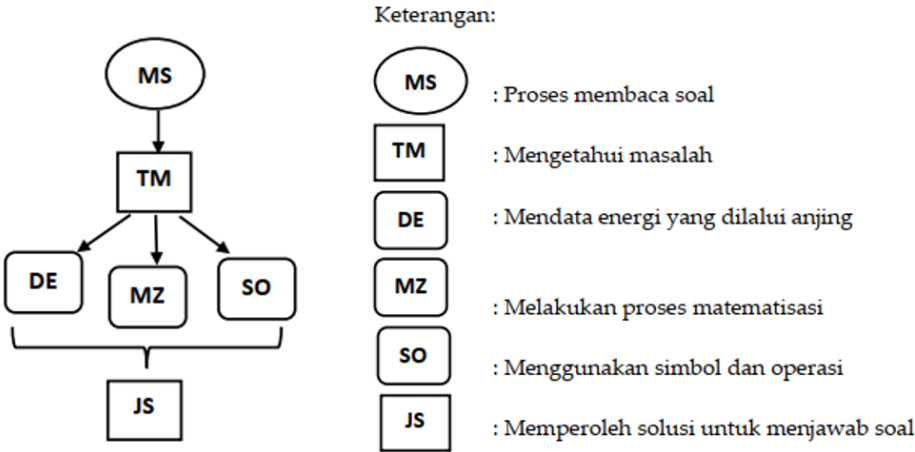 Keterangan:
MS
TM
DE
MZ
SO
JS
MS
: Proses membaca soal
TM
: Mengetahui masalah
DE
: Mendata energi yang dilalui anjing
MZ
: Melakukan proses matematisasi
SO
: Menggunakan simbol dan operasi
JS
: Memperoleh solusi untuk menjawab soal